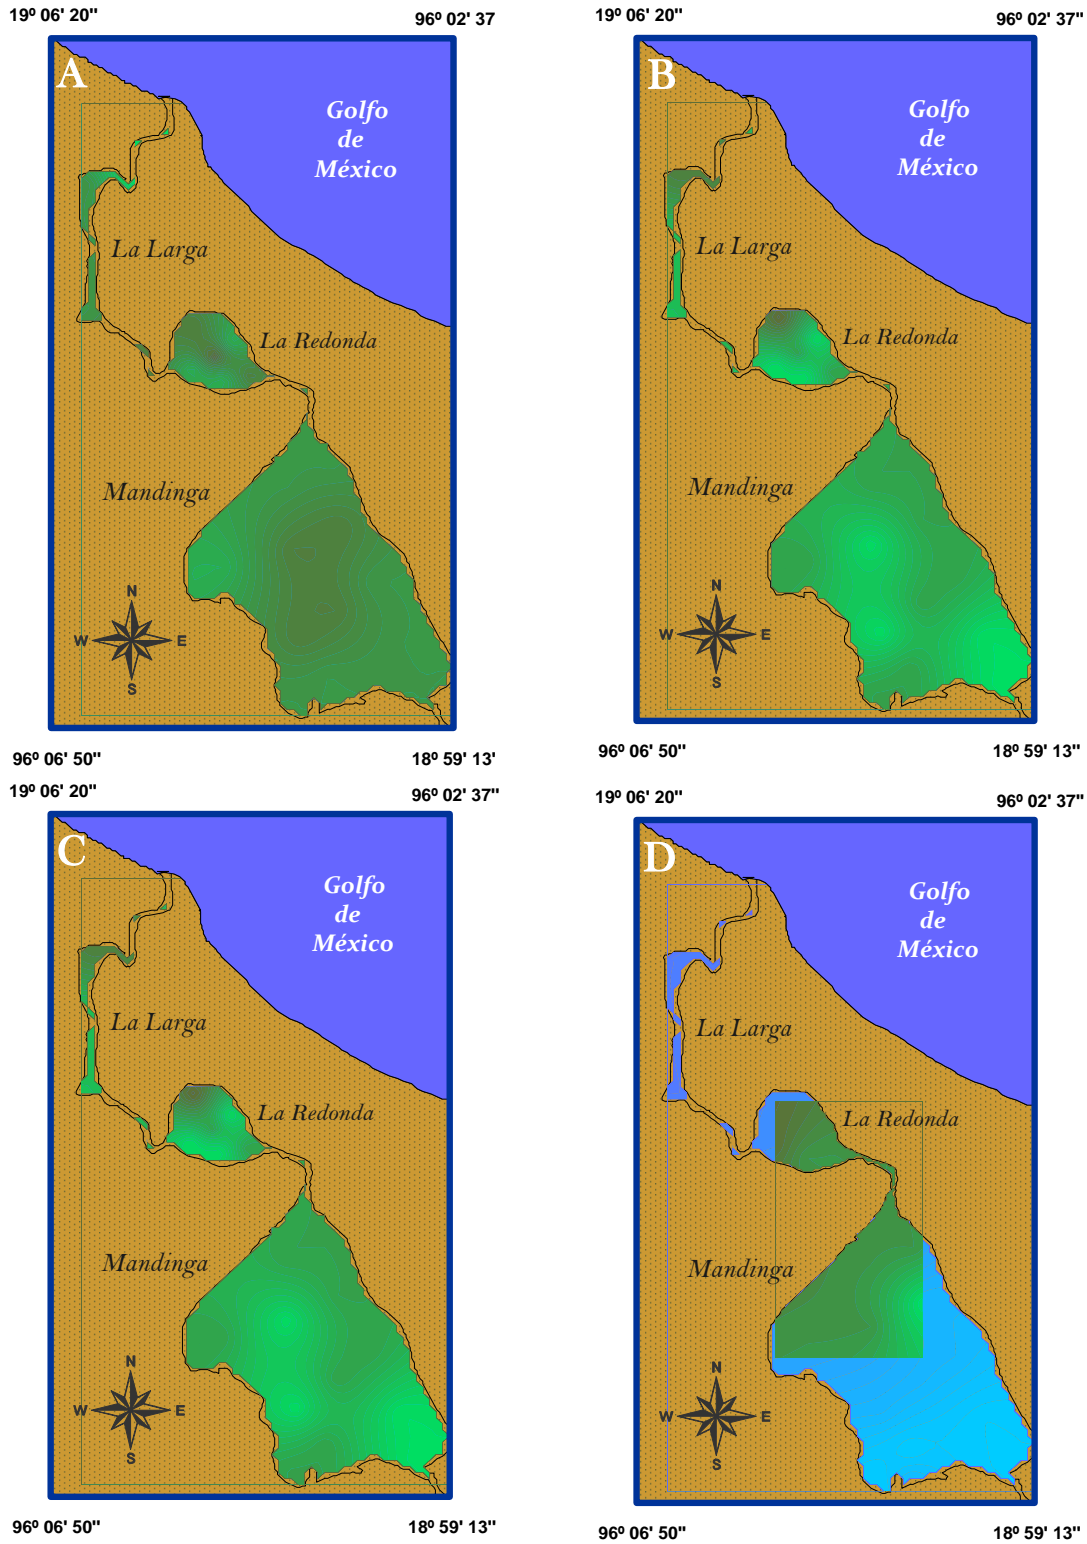 19º 06' 20"
96º 02' 37
A
Golfo
de
México
La Larga
La Redonda
Mandinga
N
W
E
S
96º 06' 50"
18º 59' 13'
19º 06' 20"
96º 02' 37"
B
Golfo
de
México
La Larga
La Redonda
Mandinga
N
W
E
S
96º 06' 50"
18º 59' 13"
19º 06' 20"
96º 02' 37"
C
Golfo
de
México
La Larga
La Redonda
Mandinga
N
W
E
S
96º 06' 50"
18º 59' 13"
19º 06' 20"
96º 02' 37"
D
Golfo
de
México
La Larga
La Redonda
Mandinga
N
W
E
S
96º 06' 50"
18º 59' 13"